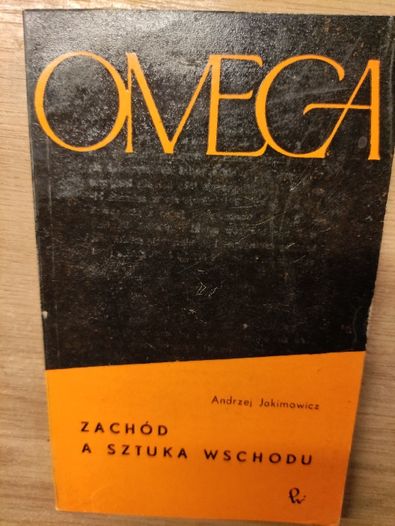 OMEGA
Andrzej Jakimowicz
ZACHÓD
A SZTUKA WSCHODU